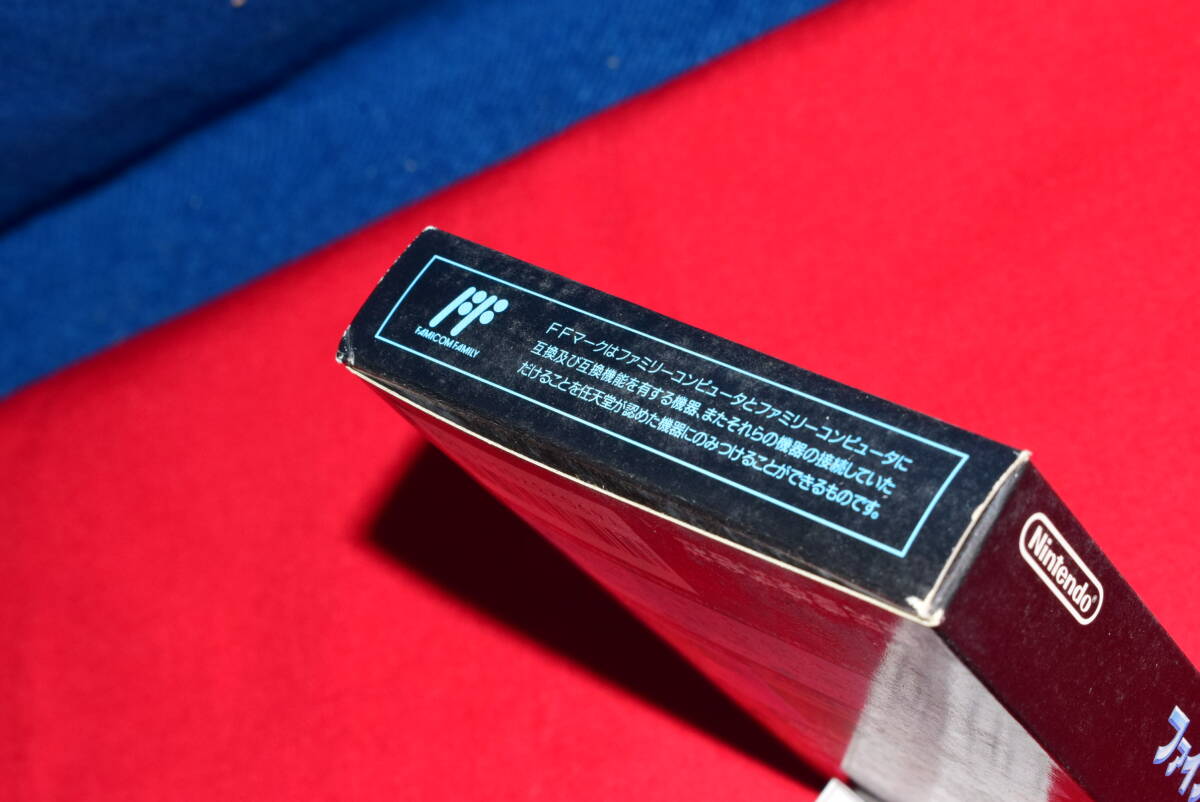 FAMICOM FAMILY
FFマークはファミリーコンピュータとファミリーコンピュータに
互換及び互換機能を有する機器、またそれらの機器の接続していた
だけることを任天堂が認めた機器にのみつけることができるものです。
Nintendo®
ファイ